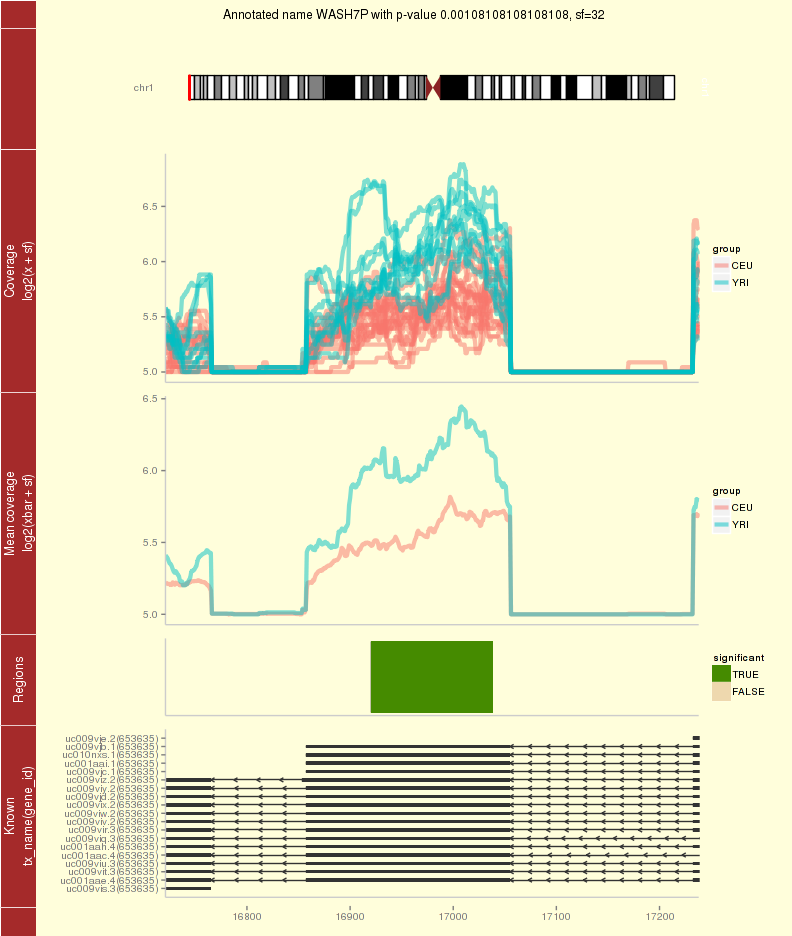 Annotated name WASH7P with p-value 0.00108108108108108, sf=32
chr1
Coverage
log2(x + sf)
6.5
6.0
5.5
5.0
group
CEU
YRI
Mean coverage
log2(xbar + sf)
6.5
6.0
5.5
5.0
group
CEU
YRI
Regions
significant
TRUE
FALSE
Known
tx_name(gene_id)
uc009vje.2(653635)
uc009vjb.1(653635)
uc010nxs.1(653635)
uc001aai.1(653635)
uc009vjc.1(653635)
uc009viz.2(653635)
uc009viy.2(653635)
uc009vjd.2(653635)
uc009vix.2(653635)
uc009viw.2(653635)
uc009viv.2(653635)
uc009vir.3(653635)
uc009viq.3(653635)
uc001aah.4(653635)
uc001aac.4(653635)
uc009viu.3(653635)
uc009vit.3(653635)
uc001aae.4(653635)
uc009vis.3(653635)
16800
16900
17000
17100
17200